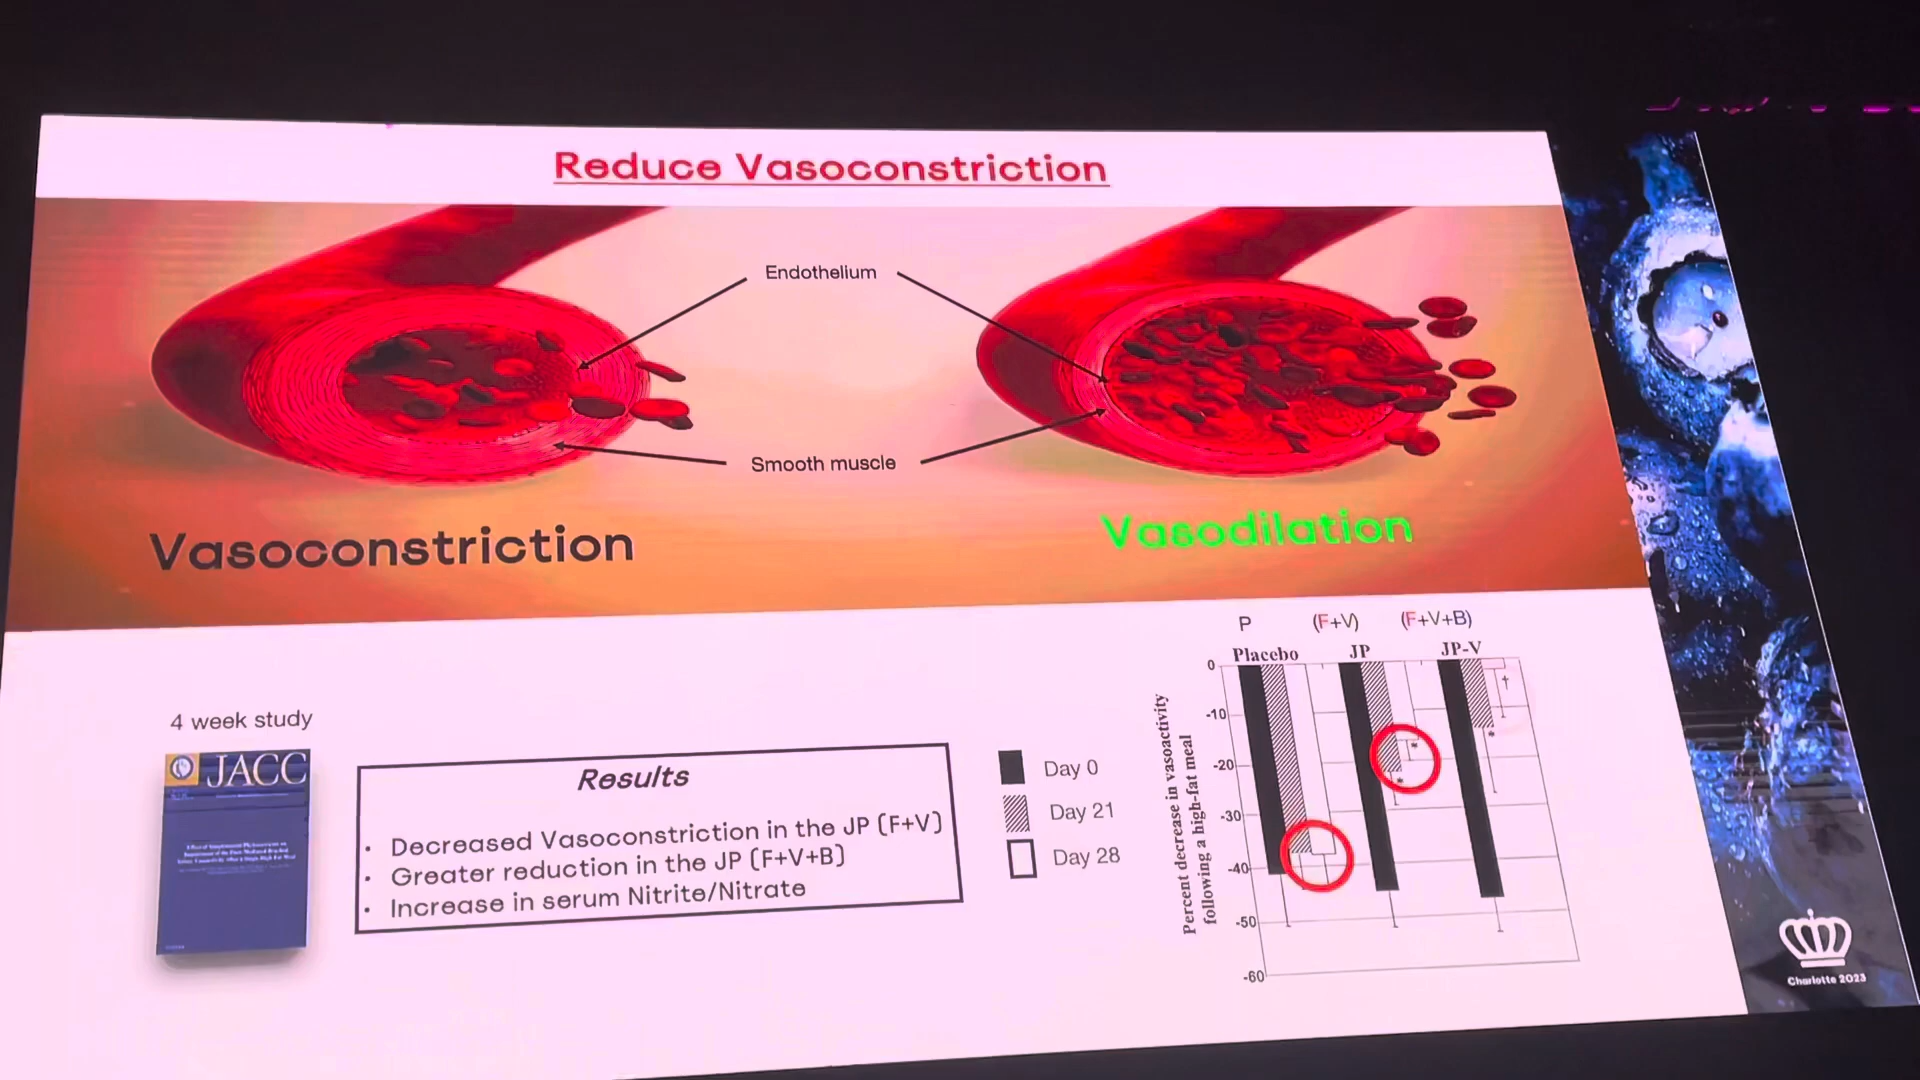 Reduce Vasoconstriction
Endothelium
Smooth muscle
Vasoconstriction
Vasodilation
4 week study
JACC
Results
• Decreased Vasoconstriction in the JP (F+V)
• Greater reduction in the JP (F+V+B)
• Increase in serum Nitrite/Nitrate
Day 0
Day 21
Day 28
P (F+V) (F+V+B)
Placebo JP JP-V
Percent decrease in vasoactivity
following a high-fat meal
0
-10
-20
-30
-40
-50
-60
*
*
*
†
Charlotte 2023